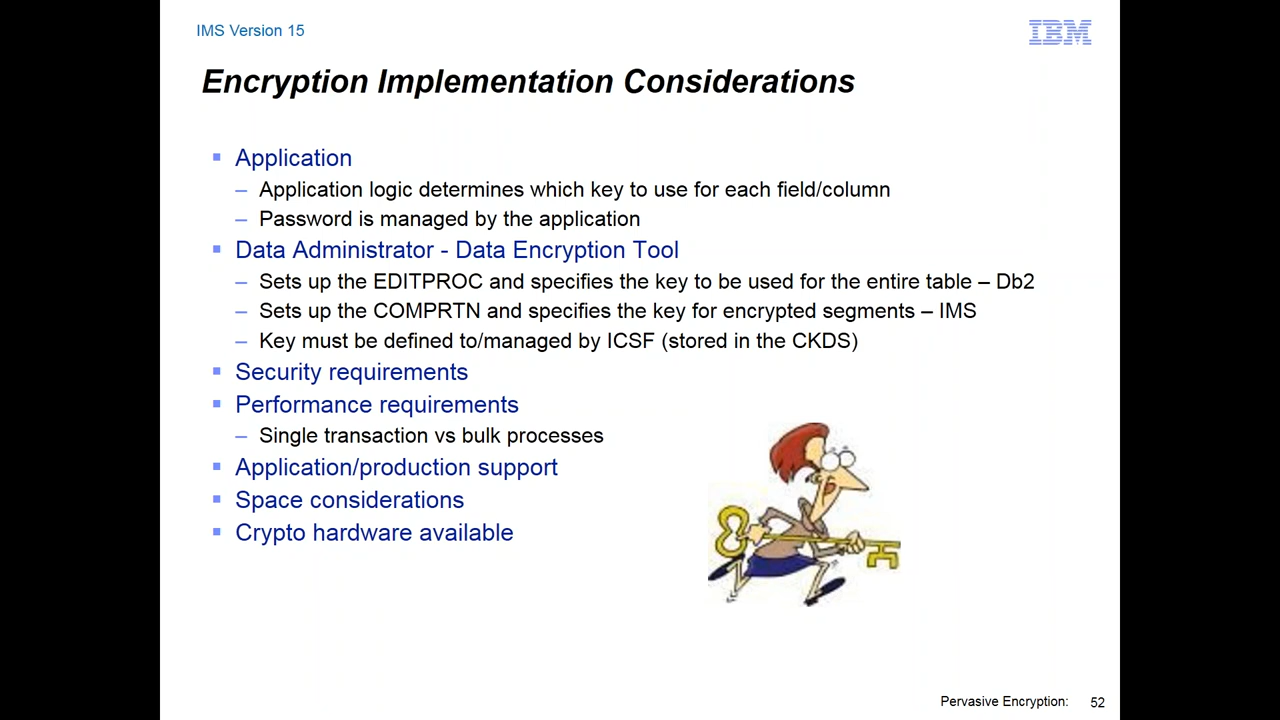 IMS Version 15
IBM
Encryption Implementation Considerations
▪ Application
– Application logic determines which key to use for each field/column
– Password is managed by the application
▪ Data Administrator - Data Encryption Tool
– Sets up the EDITPROC and specifies the key to be used for the entire table – Db2
– Sets up the COMPRTN and specifies the key for encrypted segments – IMS
– Key must be defined to/managed by ICSF (stored in the CKDS)
▪ Security requirements
▪ Performance requirements
– Single transaction vs bulk processes
▪ Application/production support
▪ Space considerations
▪ Crypto hardware available
Pervasive Encryption: 52